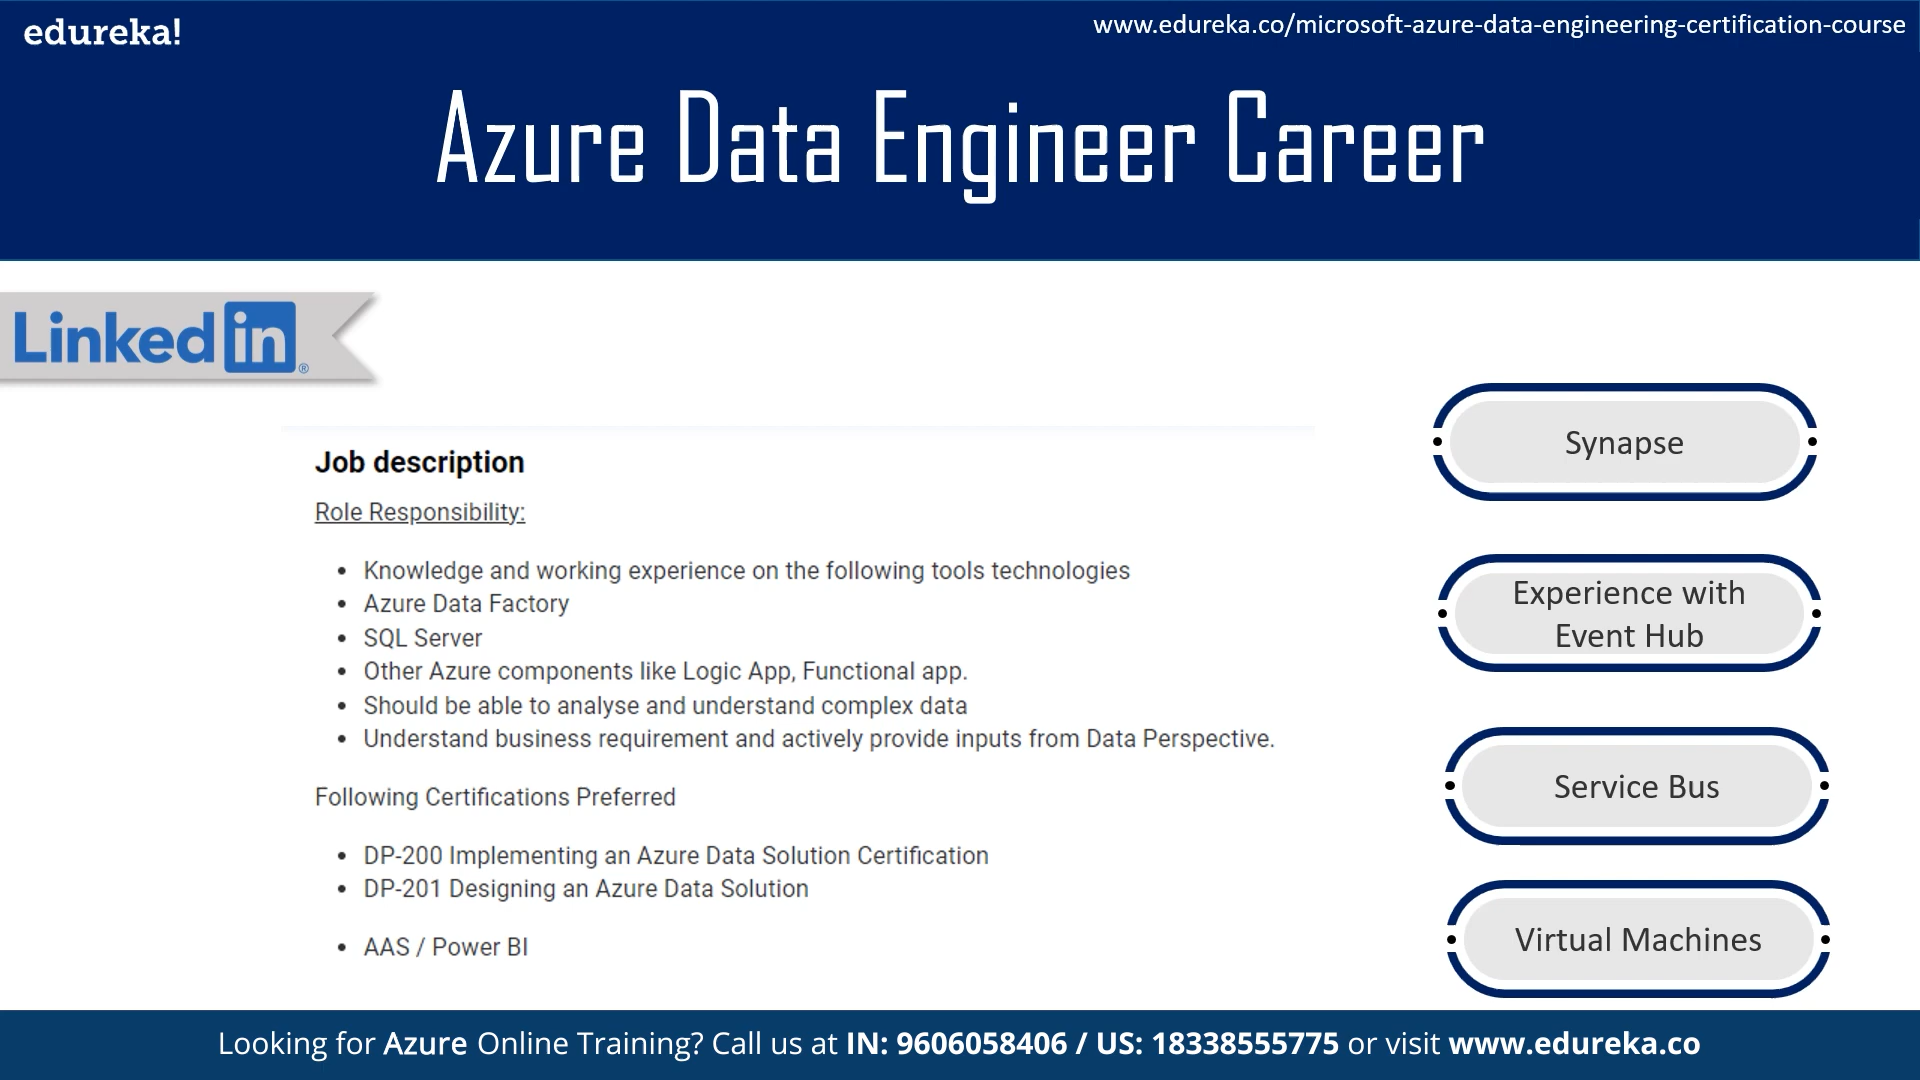 edureka!
www.edureka.co/microsoft-azure-data-engineering-certification-course
Azure Data Engineer Career
Linkedin®
Job description
Role Responsibility:
• Knowledge and working experience on the following tools technologies
• Azure Data Factory
• SQL Server
• Other Azure components like Logic App, Functional app.
• Should be able to analyse and understand complex data
• Understand business requirement and actively provide inputs from Data Perspective.
Following Certifications Preferred
• DP-200 Implementing an Azure Data Solution Certification
• DP-201 Designing an Azure Data Solution
• AAS / Power BI
Synapse
Experience with
Event Hub
Service Bus
Virtual Machines
Looking for Azure Online Training? Call us at IN: 9606058406 / US: 18338555775 or visit www.edureka.co